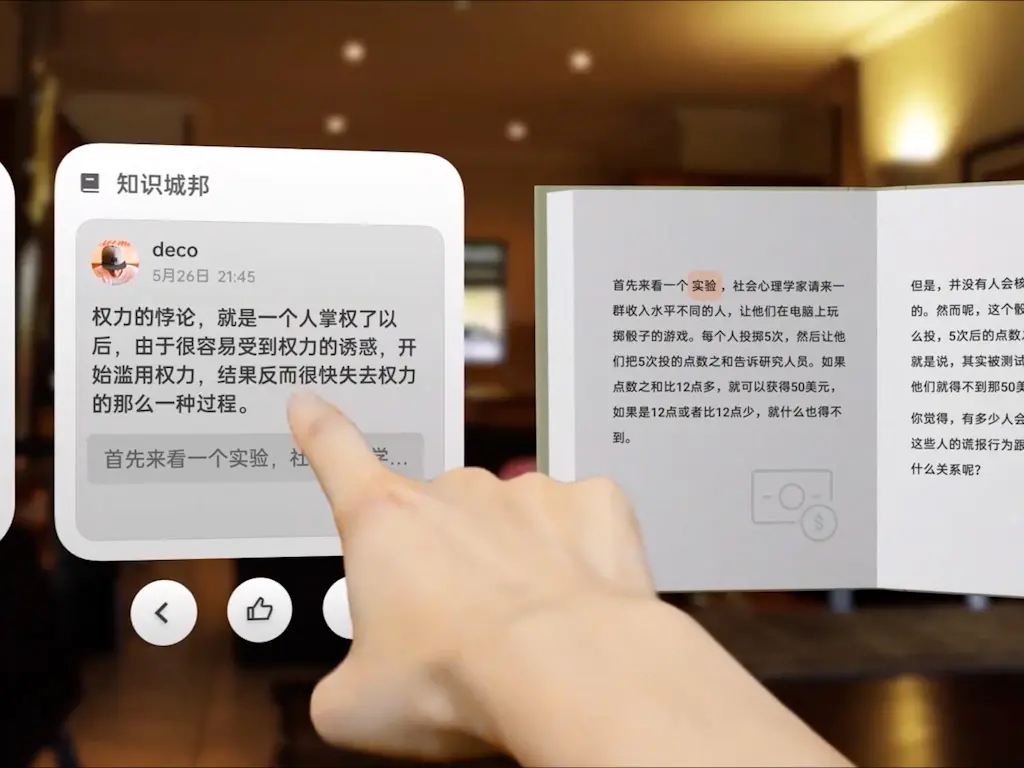 知识城邦
deco
5月26日 21:45
权力的悖论，就是一个人掌权了以
后，由于很容易受到权力的诱惑，开
始滥用权力，结果反而很快失去权力
的那么一种过程。
首先来看一个实验，社 学...
首先来看一个 实验 ，社会心理学家请来一
群收入水平不同的人，让他们在电脑上玩
掷骰子的游戏。每个人投掷5次，然后让他
们把5次投的点数之和告诉研究人员。如果
点数之和比12点多，就可以获得50美元，
如果是12点或者比12点少，就什么也得不
到。
$
但是，并没有人会核
的。然而呢，这个骰
么投，5次后的点数之
就是说，其实被测试
他们就得不到那50美
你觉得，有多少人会
这些人的谎报行为跟
什么关系呢？